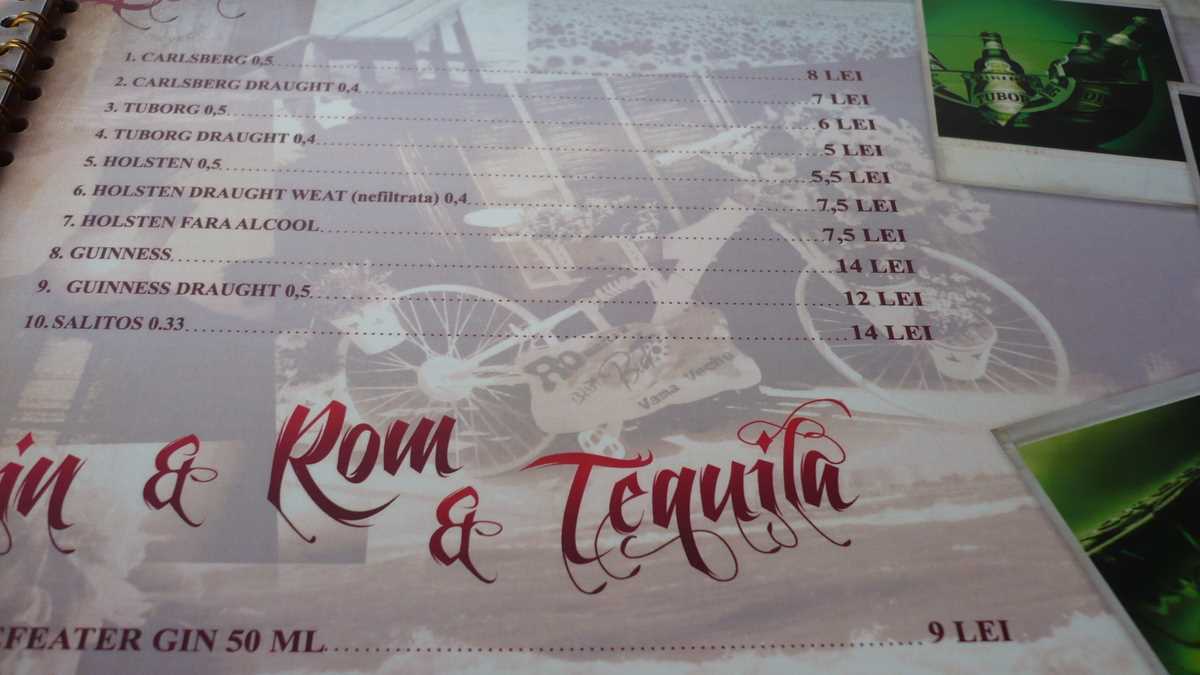 1. CARLSBERG 0,5 8 LEI
2. CARLSBERG DRAUGHT 0,4 7 LEI
3. TUBORG 0,5 6 LEI
4. TUBORG DRAUGHT 0,4 5 LEI
5. HOLSTEN 0,5 5,5 LEI
6. HOLSTEN DRAUGHT WEAT (nefiltrata) 0,4 7,5 LEI
7. HOLSTEN FARA ALCOOL 7,5 LEI
8. GUINNESS 14 LEI
9. GUINNESS DRAUGHT 0,5 12 LEI
10. SALITOS 0.33 14 LEI
Vama Veche
& Rom
& Tequila
GIN 50 ML 9 LEI